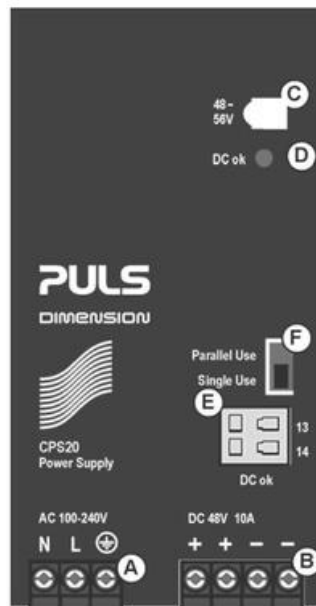 C
48-
56V
DC ok D
PULS
DIMENSION
F
Parallel Use
Single Use
E
13
14
CPS20
Power Supply
DC ok
AC 100-240V DC 48V 10A
N L + + − −
A B